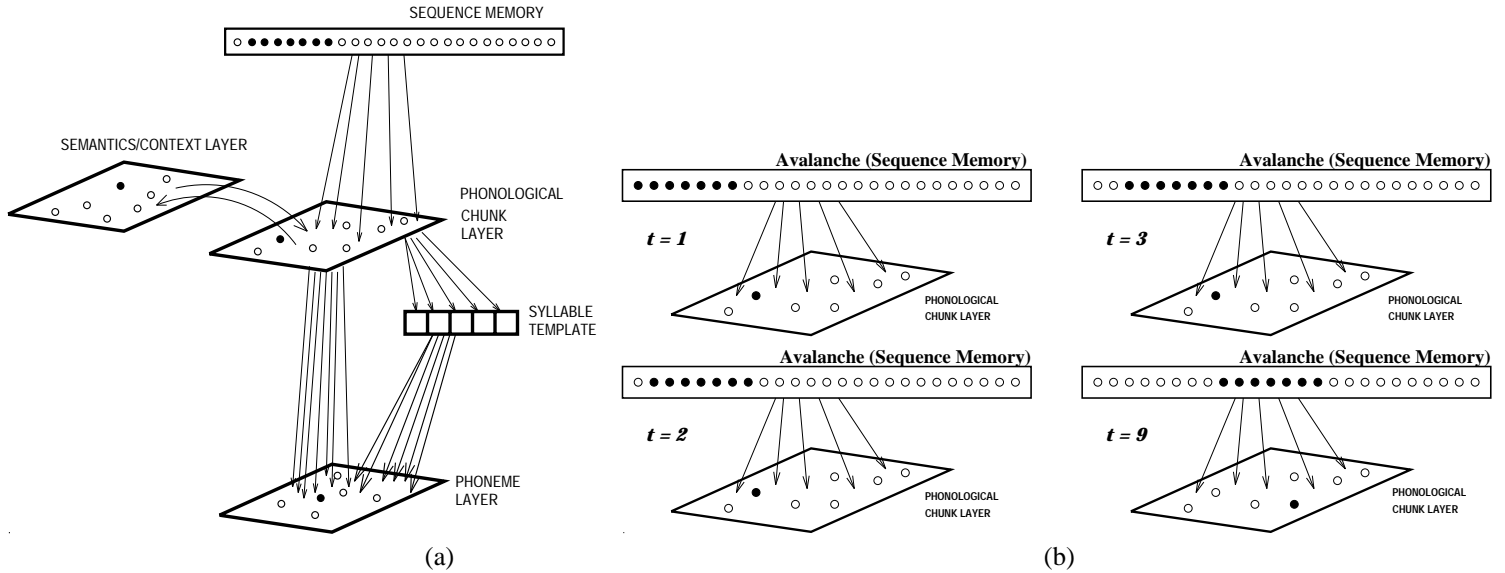 SEQUENCE MEMORY
SEMANTICS/CONTEXT LAYER
PHONOLOGICAL
CHUNK
LAYER
SYLLABLE
TEMPLATE
PHONEME
LAYER
(a)
Avalanche (Sequence Memory)
t = 1
PHONOLOGICAL
CHUNK LAYER
Avalanche (Sequence Memory)
t = 3
PHONOLOGICAL
CHUNK LAYER
Avalanche (Sequence Memory)
t = 2
PHONOLOGICAL
CHUNK LAYER
Avalanche (Sequence Memory)
t = 9
PHONOLOGICAL
CHUNK LAYER
(b)